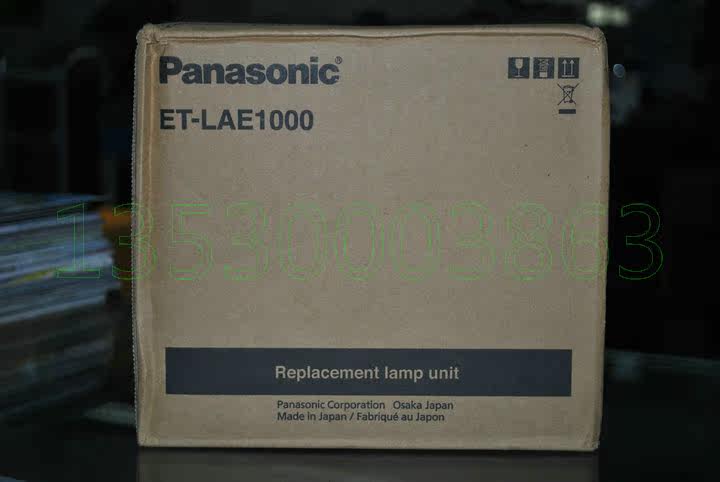 Panasonic®
ET-LAE1000
13530003863
Replacement lamp unit
Panasonic Corporation Osaka Japan
Made in Japan / Fabriqué au Japon